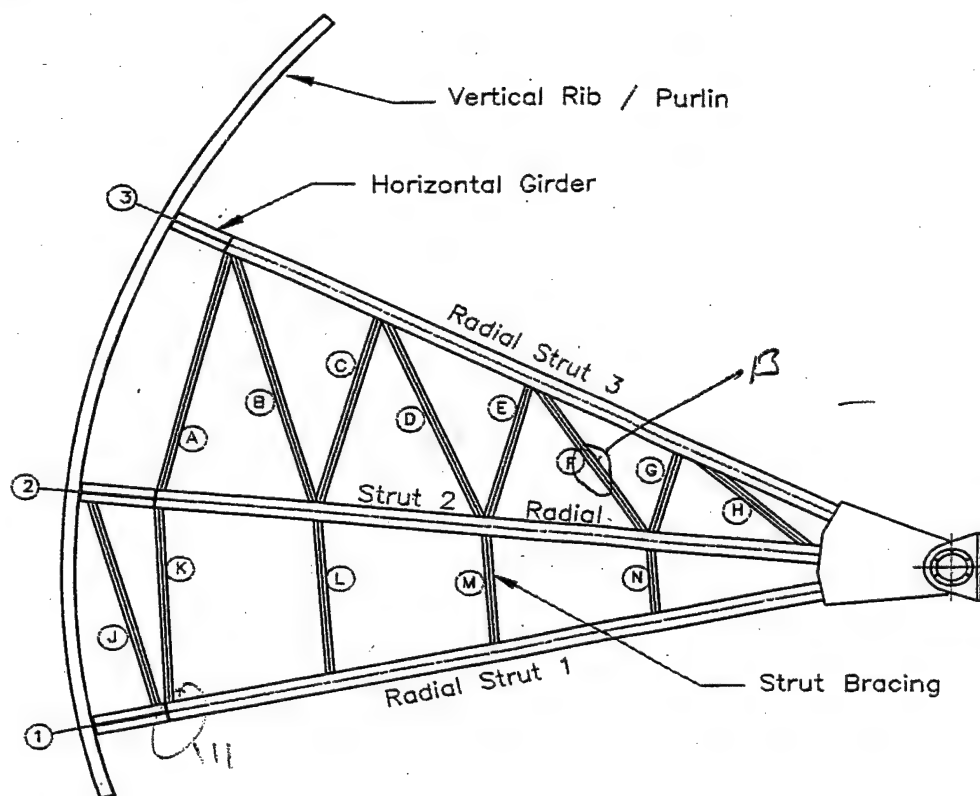 Vertical Rib / Purlin
Horizontal Girder
3
Radial Strut 3
β
C
B
D
E
A
F
G
2
Strut 2
Radial
H
K
L
M
N
J
Strut Bracing
Radial Strut 1
1